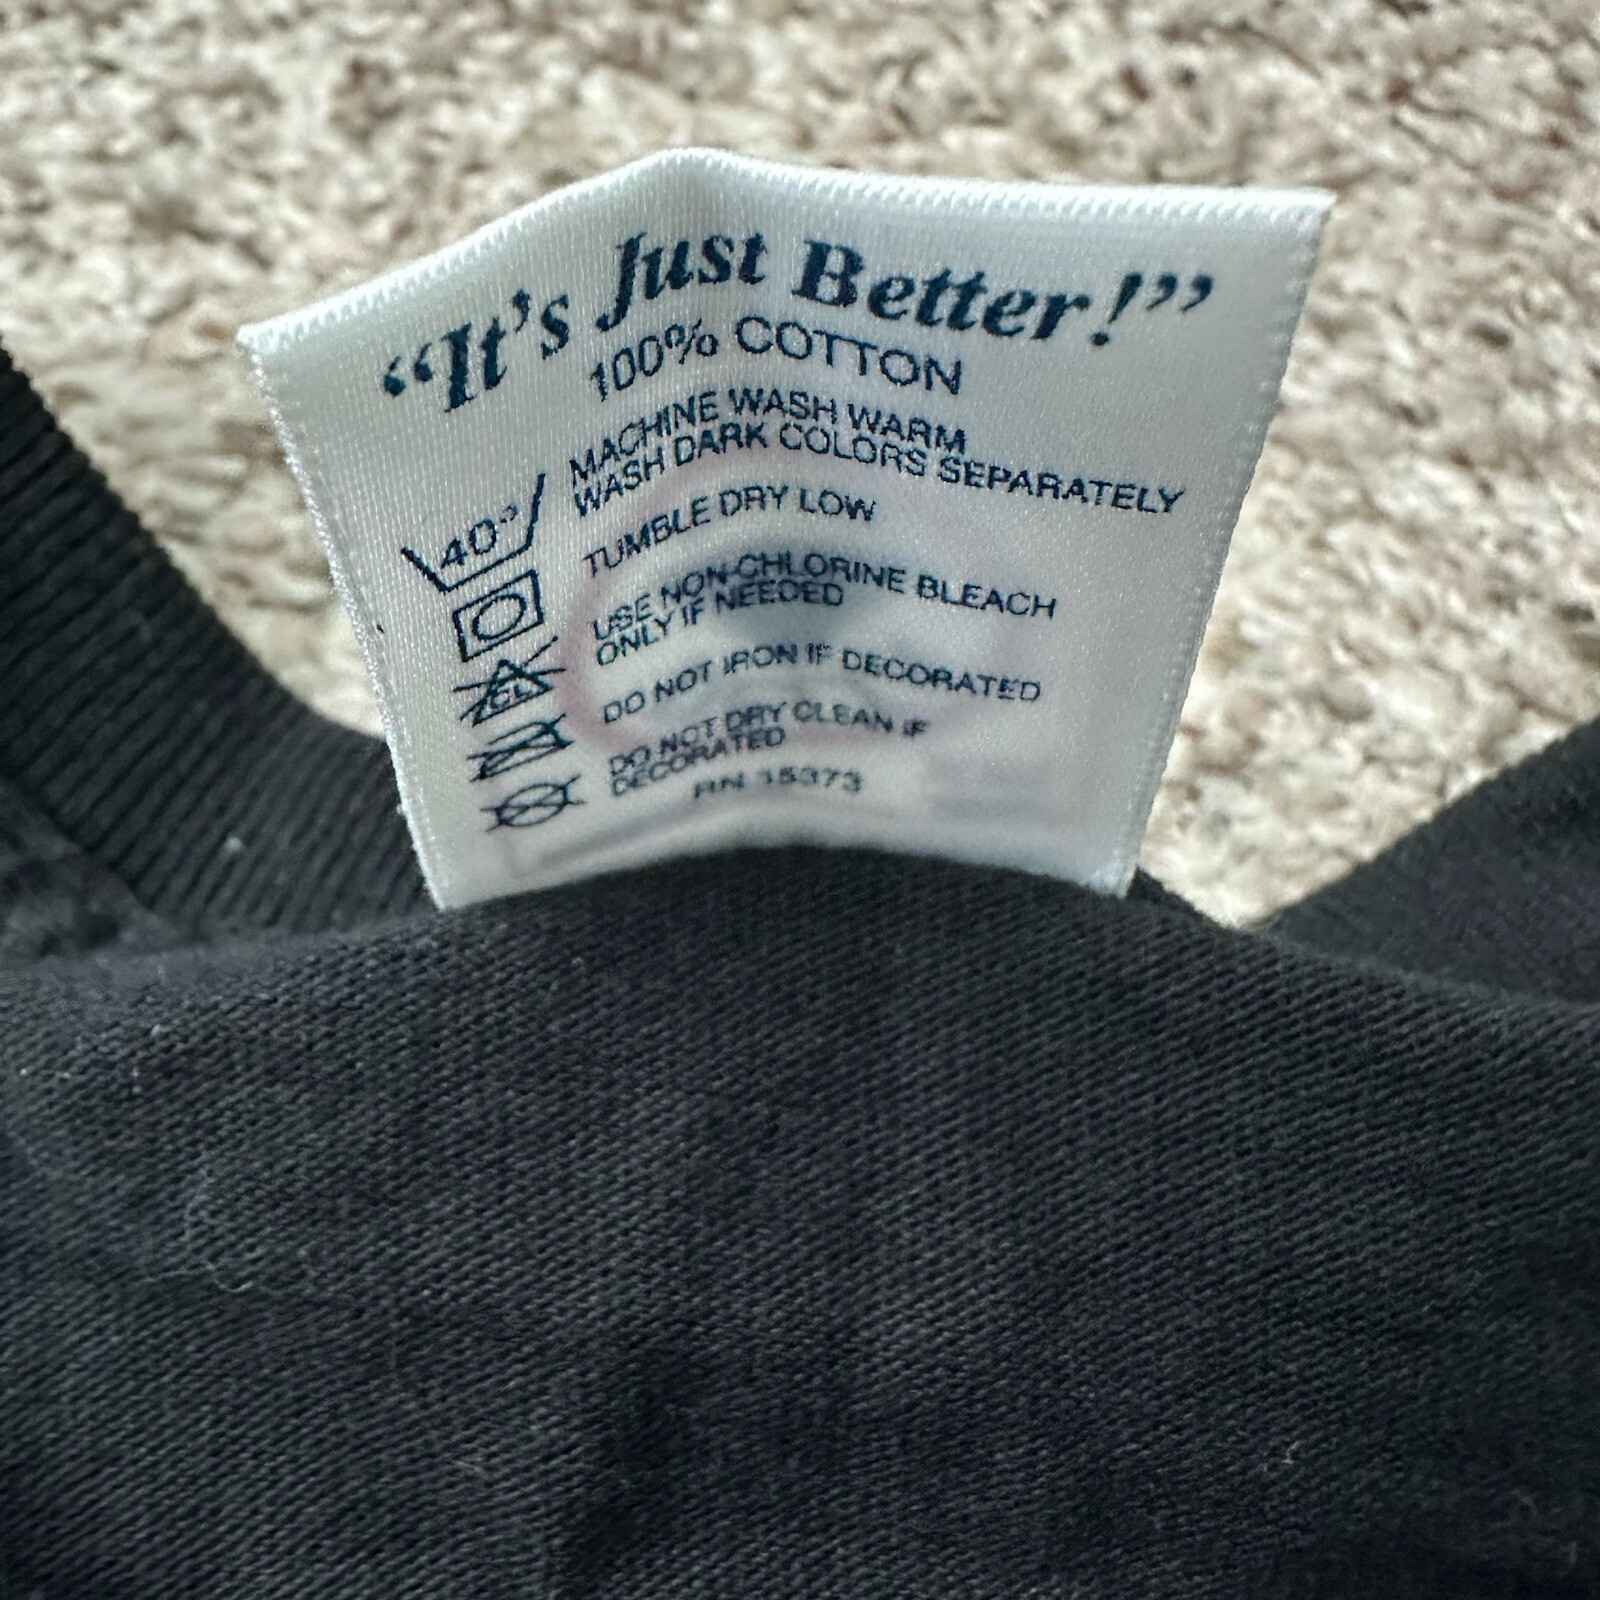 “It’s Just Better!”
100% COTTON
MACHINE WASH WARM
WASH DARK COLORS SEPARATELY
40°
TUMBLE DRY LOW
USE NON-CHLORINE BLEACH
ONLY IF NEEDED
CL
DO NOT IRON IF DECORATED
DO NOT DRY CLEAN IF
DECORATED
RN 15373